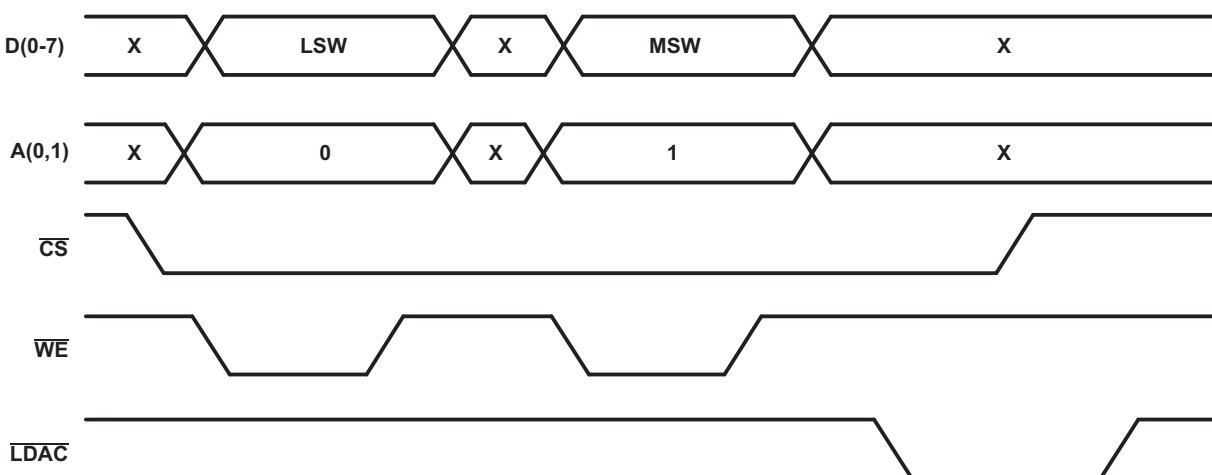 D(0-7) X LSW X MSW X
A(0,1) X 0 X 1 X
CS
WE
LDAC